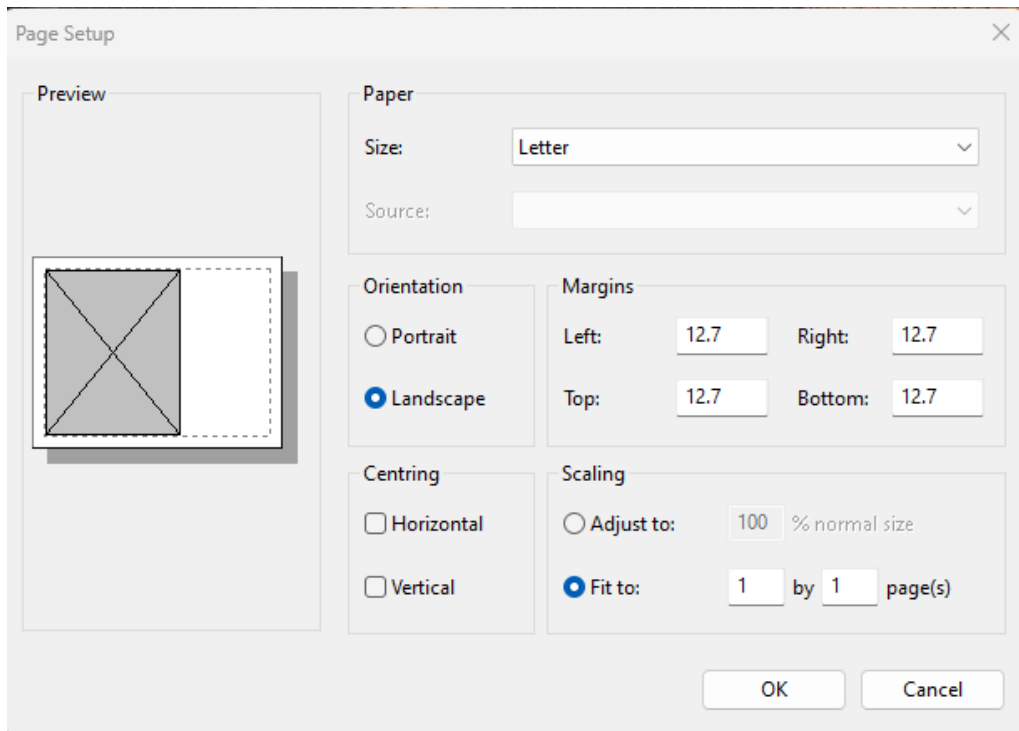 Page Setup
Preview
Paper
Size: Letter
Source:
Orientation
Portrait
Landscape
Margins
Left: 12.7 Right: 12.7
Top: 12.7 Bottom: 12.7
Centring
Horizontal
Vertical
Scaling
Adjust to: 100 % normal size
Fit to: 1 by 1 page(s)
OK Cancel